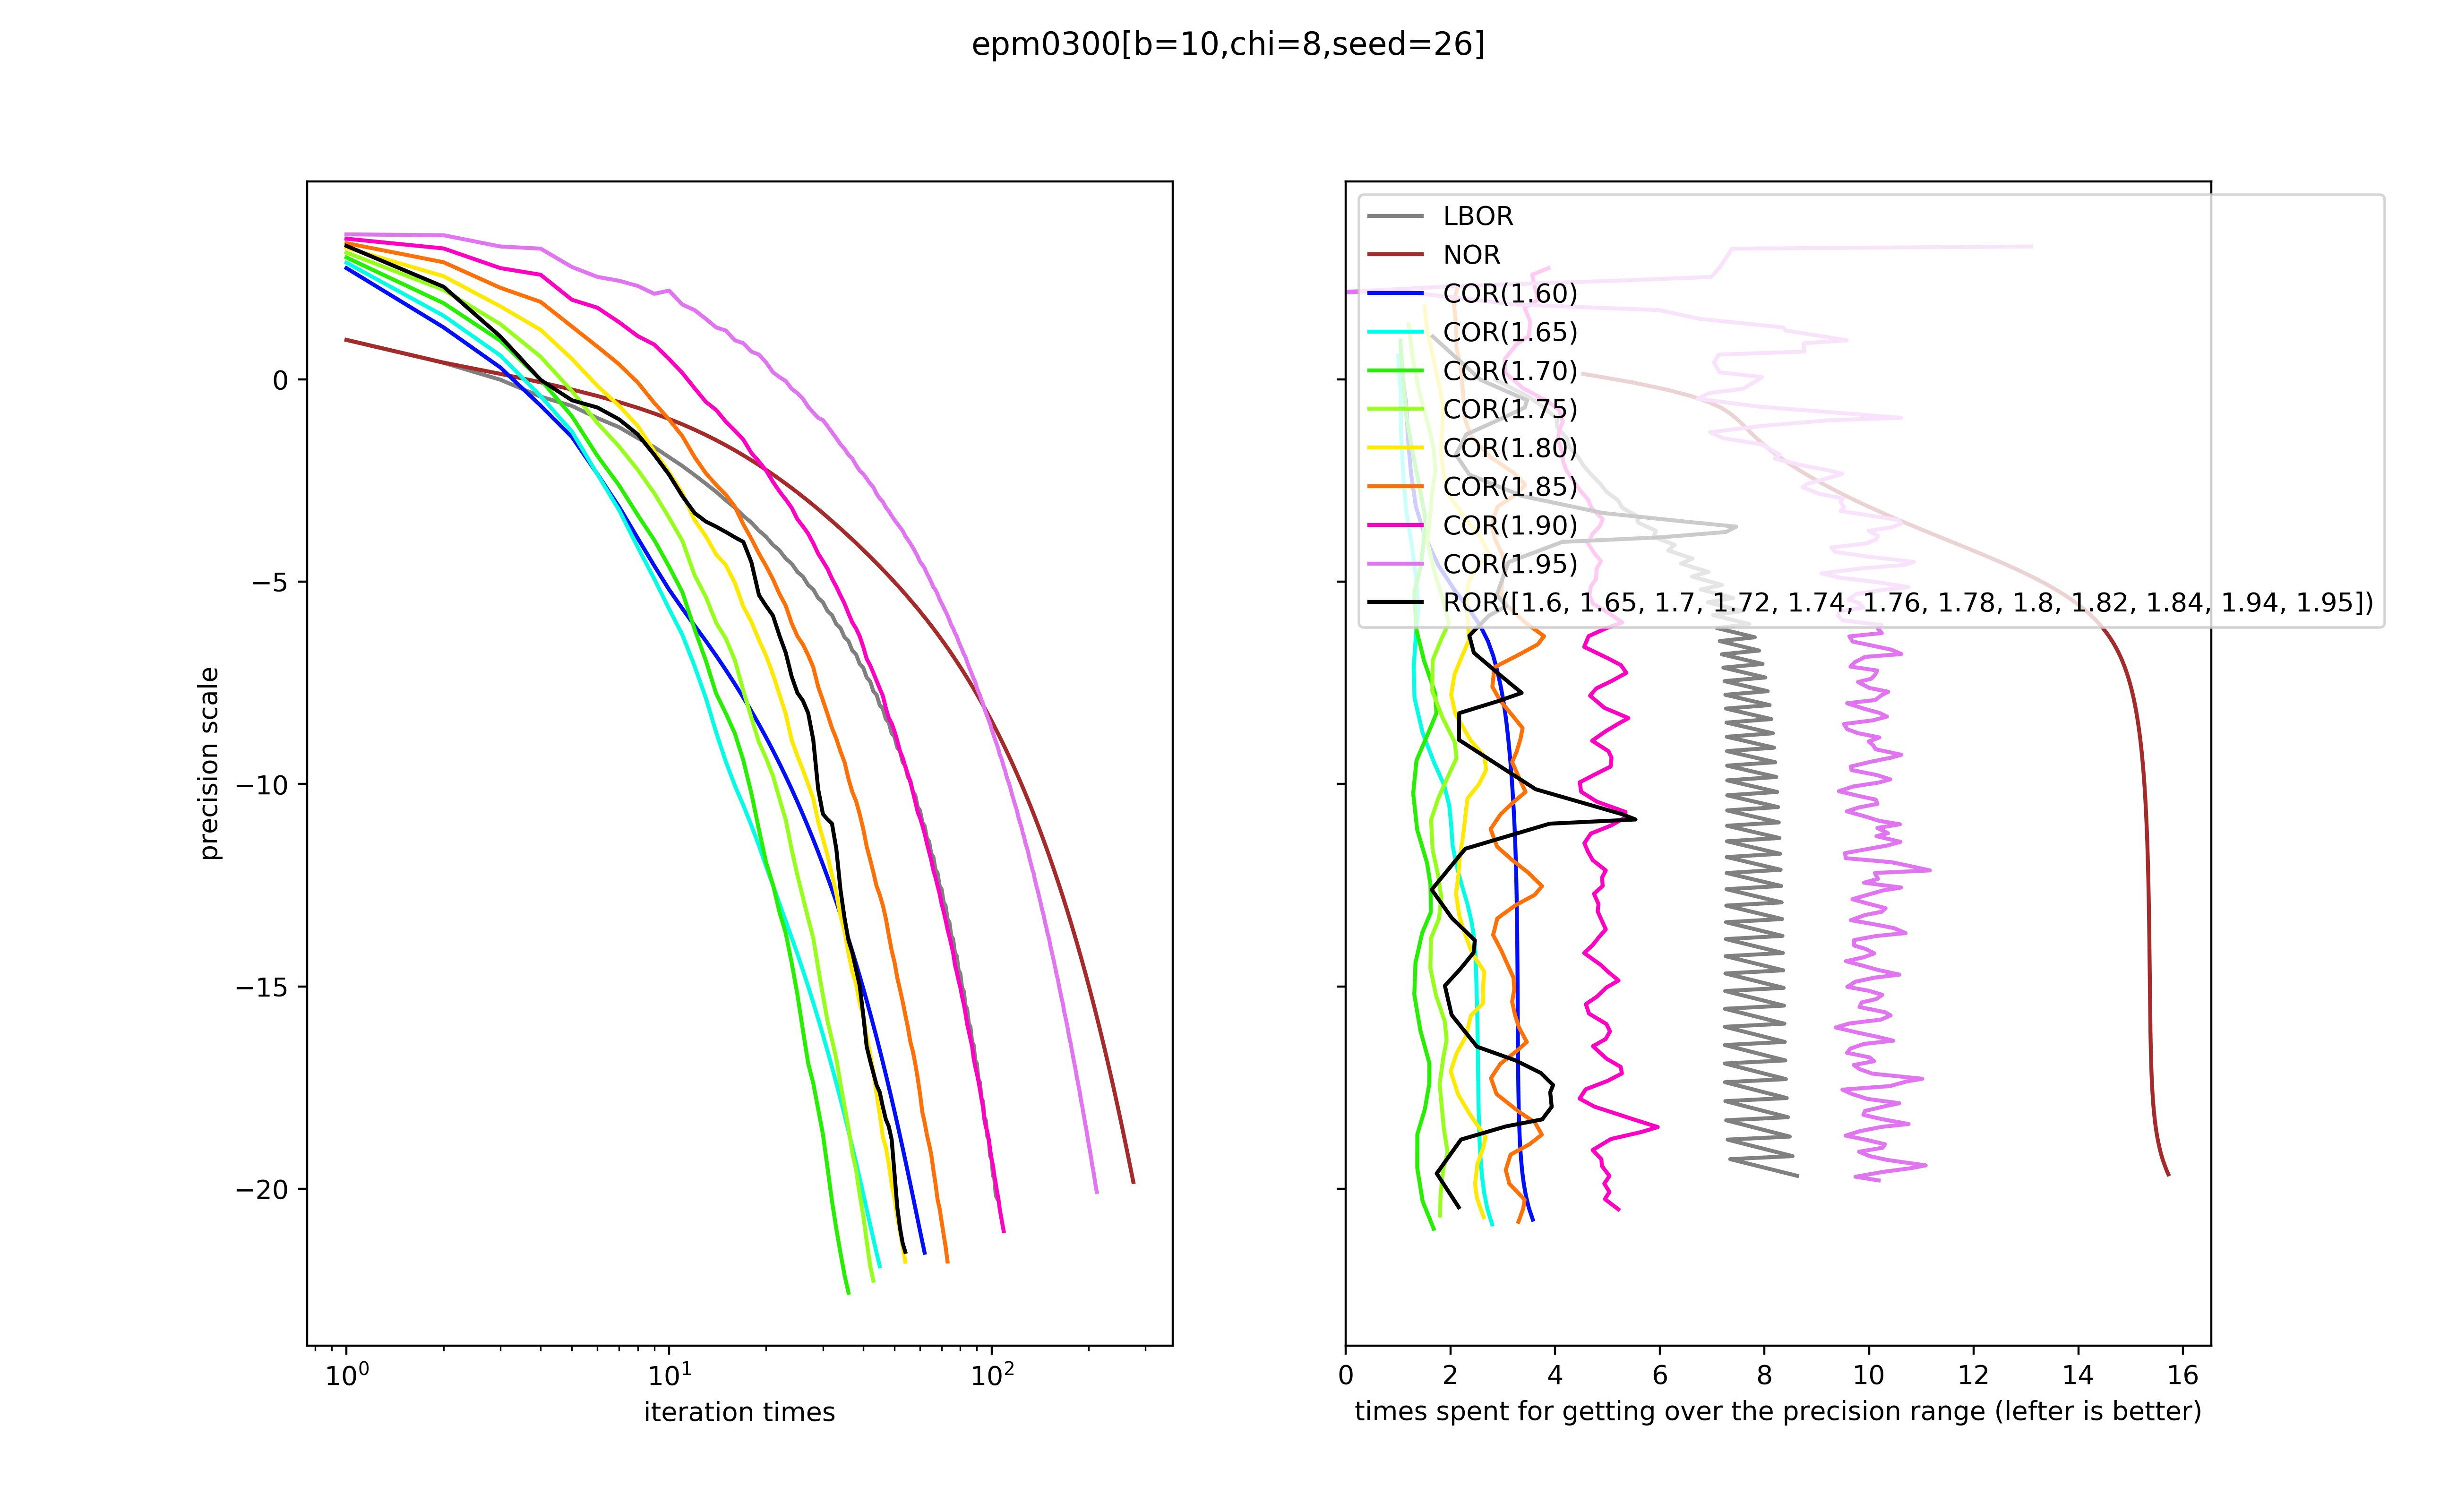 epm0300[b=10,chi=8,seed=26]
precision scale
0
−5
−10
−15
−20
10⁰ 10¹ 10²
iteration times
LBOR
NOR
COR(1.60)
COR(1.65)
COR(1.70)
COR(1.75)
COR(1.80)
COR(1.85)
COR(1.90)
COR(1.95)
ROR([1.6, 1.65, 1.7, 1.72, 1.74, 1.76, 1.78, 1.8, 1.82, 1.84, 1.94, 1.95])
0 2 4 6 8 10 12 14 16
times spent for getting over the precision range (lefter is better)